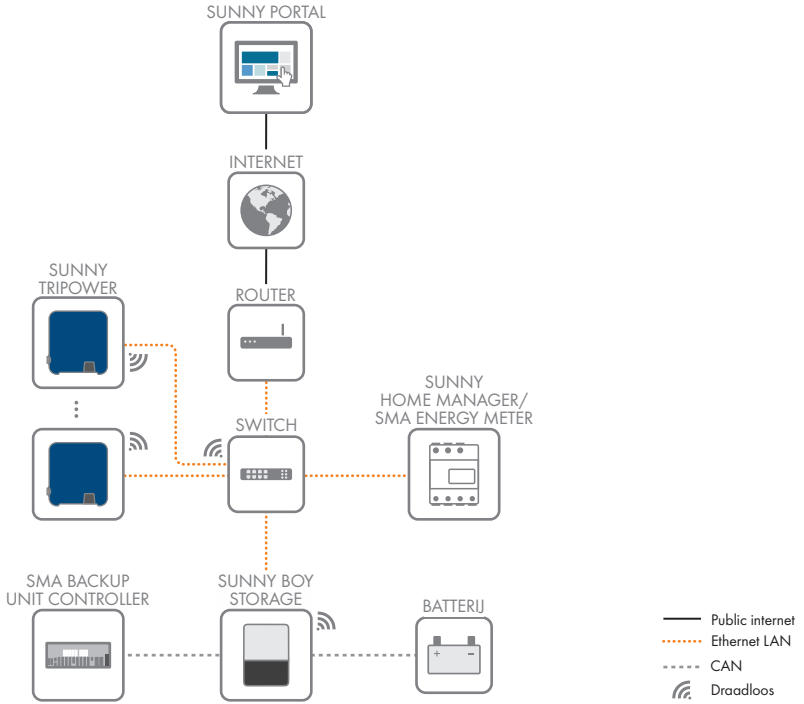 SUNNY PORTAL
INTERNET
SUNNY
TRIPOWER
ROUTER
SUNNY
HOME MANAGER/
SMA ENERGY METER
SWITCH
SMA BACKUP
UNIT CONTROLLER
SUNNY BOY
STORAGE
BATTERIJ
+ –
Public internet
Ethernet LAN
CAN
Draadloos